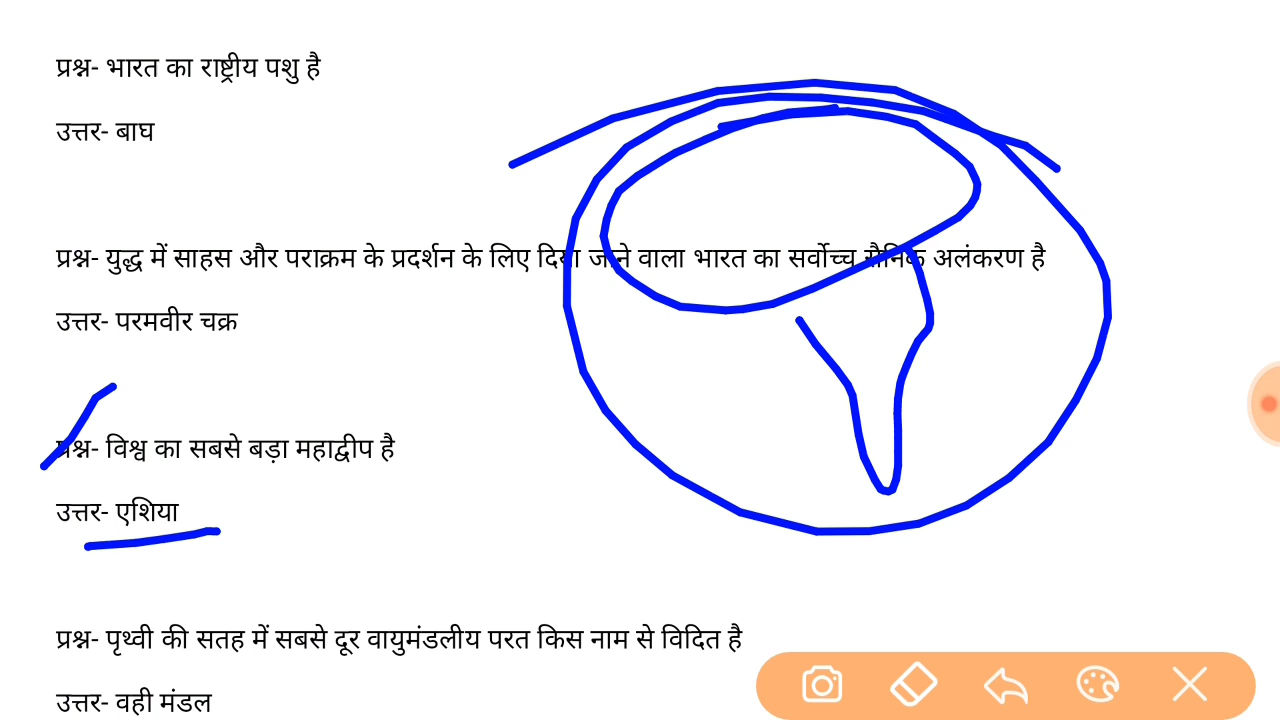 प्रश्न- भारत का राष्ट्रीय पशु है
उत्तर- बाघ
प्रश्न- युद्ध में साहस और पराक्रम के प्रदर्शन के लिए दिया जाने वाला भारत का सर्वोच्च सैनिक अलंकरण है
उत्तर- परमवीर चक्र
प्रश्न- विश्व का सबसे बड़ा महाद्वीप है
उत्तर- एशिया
प्रश्न- पृथ्वी की सतह में सबसे दूर वायुमंडलीय परत किस नाम से विदित है
उत्तर- वही मंडल